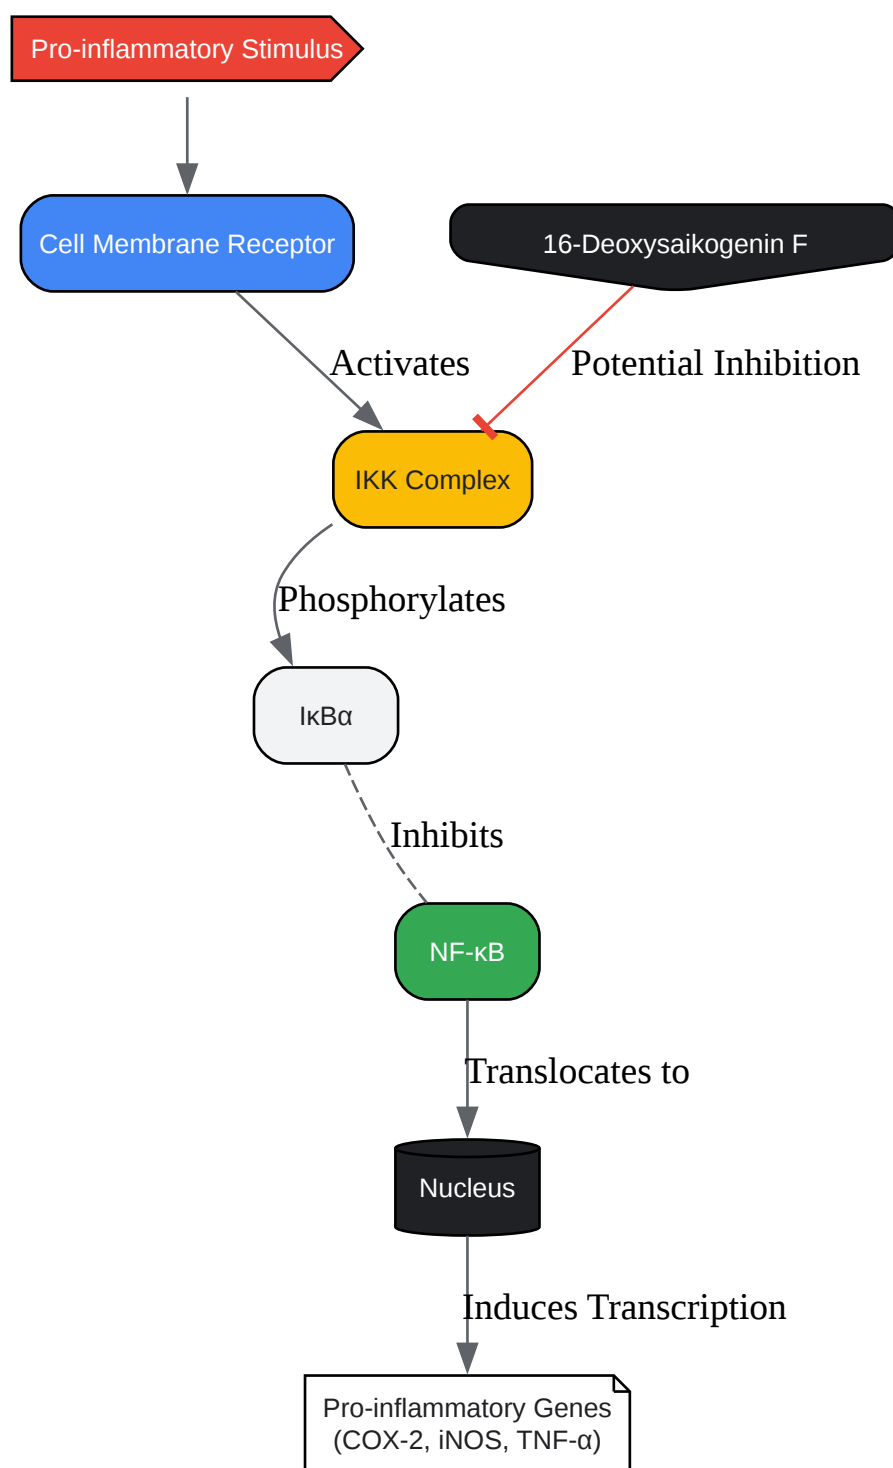 Pro-inflammatory Stimulus
Cell Membrane Receptor
16-Deoxysaikogenin F
Activates
Potential Inhibition
IKK Complex
Phosphorylates
IκBα
Inhibits
NF-κB
Translocates to
Nucleus
Induces Transcription
Pro-inflammatory Genes
(COX-2, iNOS, TNF-α)